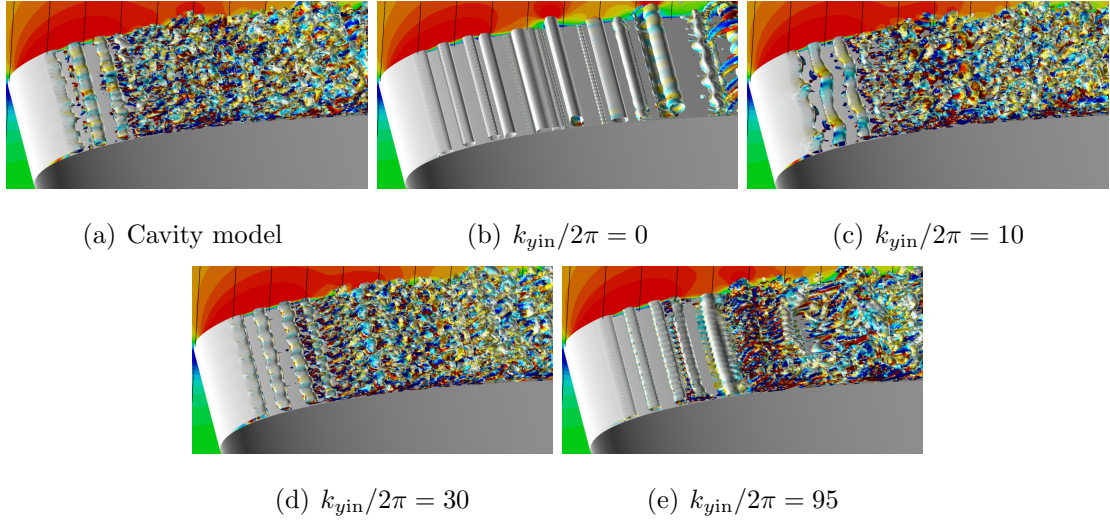 (a) Cavity model
(b) $k_{y\text{in}}/2\pi = 0$
(c) $k_{y\text{in}}/2\pi = 10$
(d) $k_{y\text{in}}/2\pi = 30$
(e) $k_{y\text{in}}/2\pi = 95$